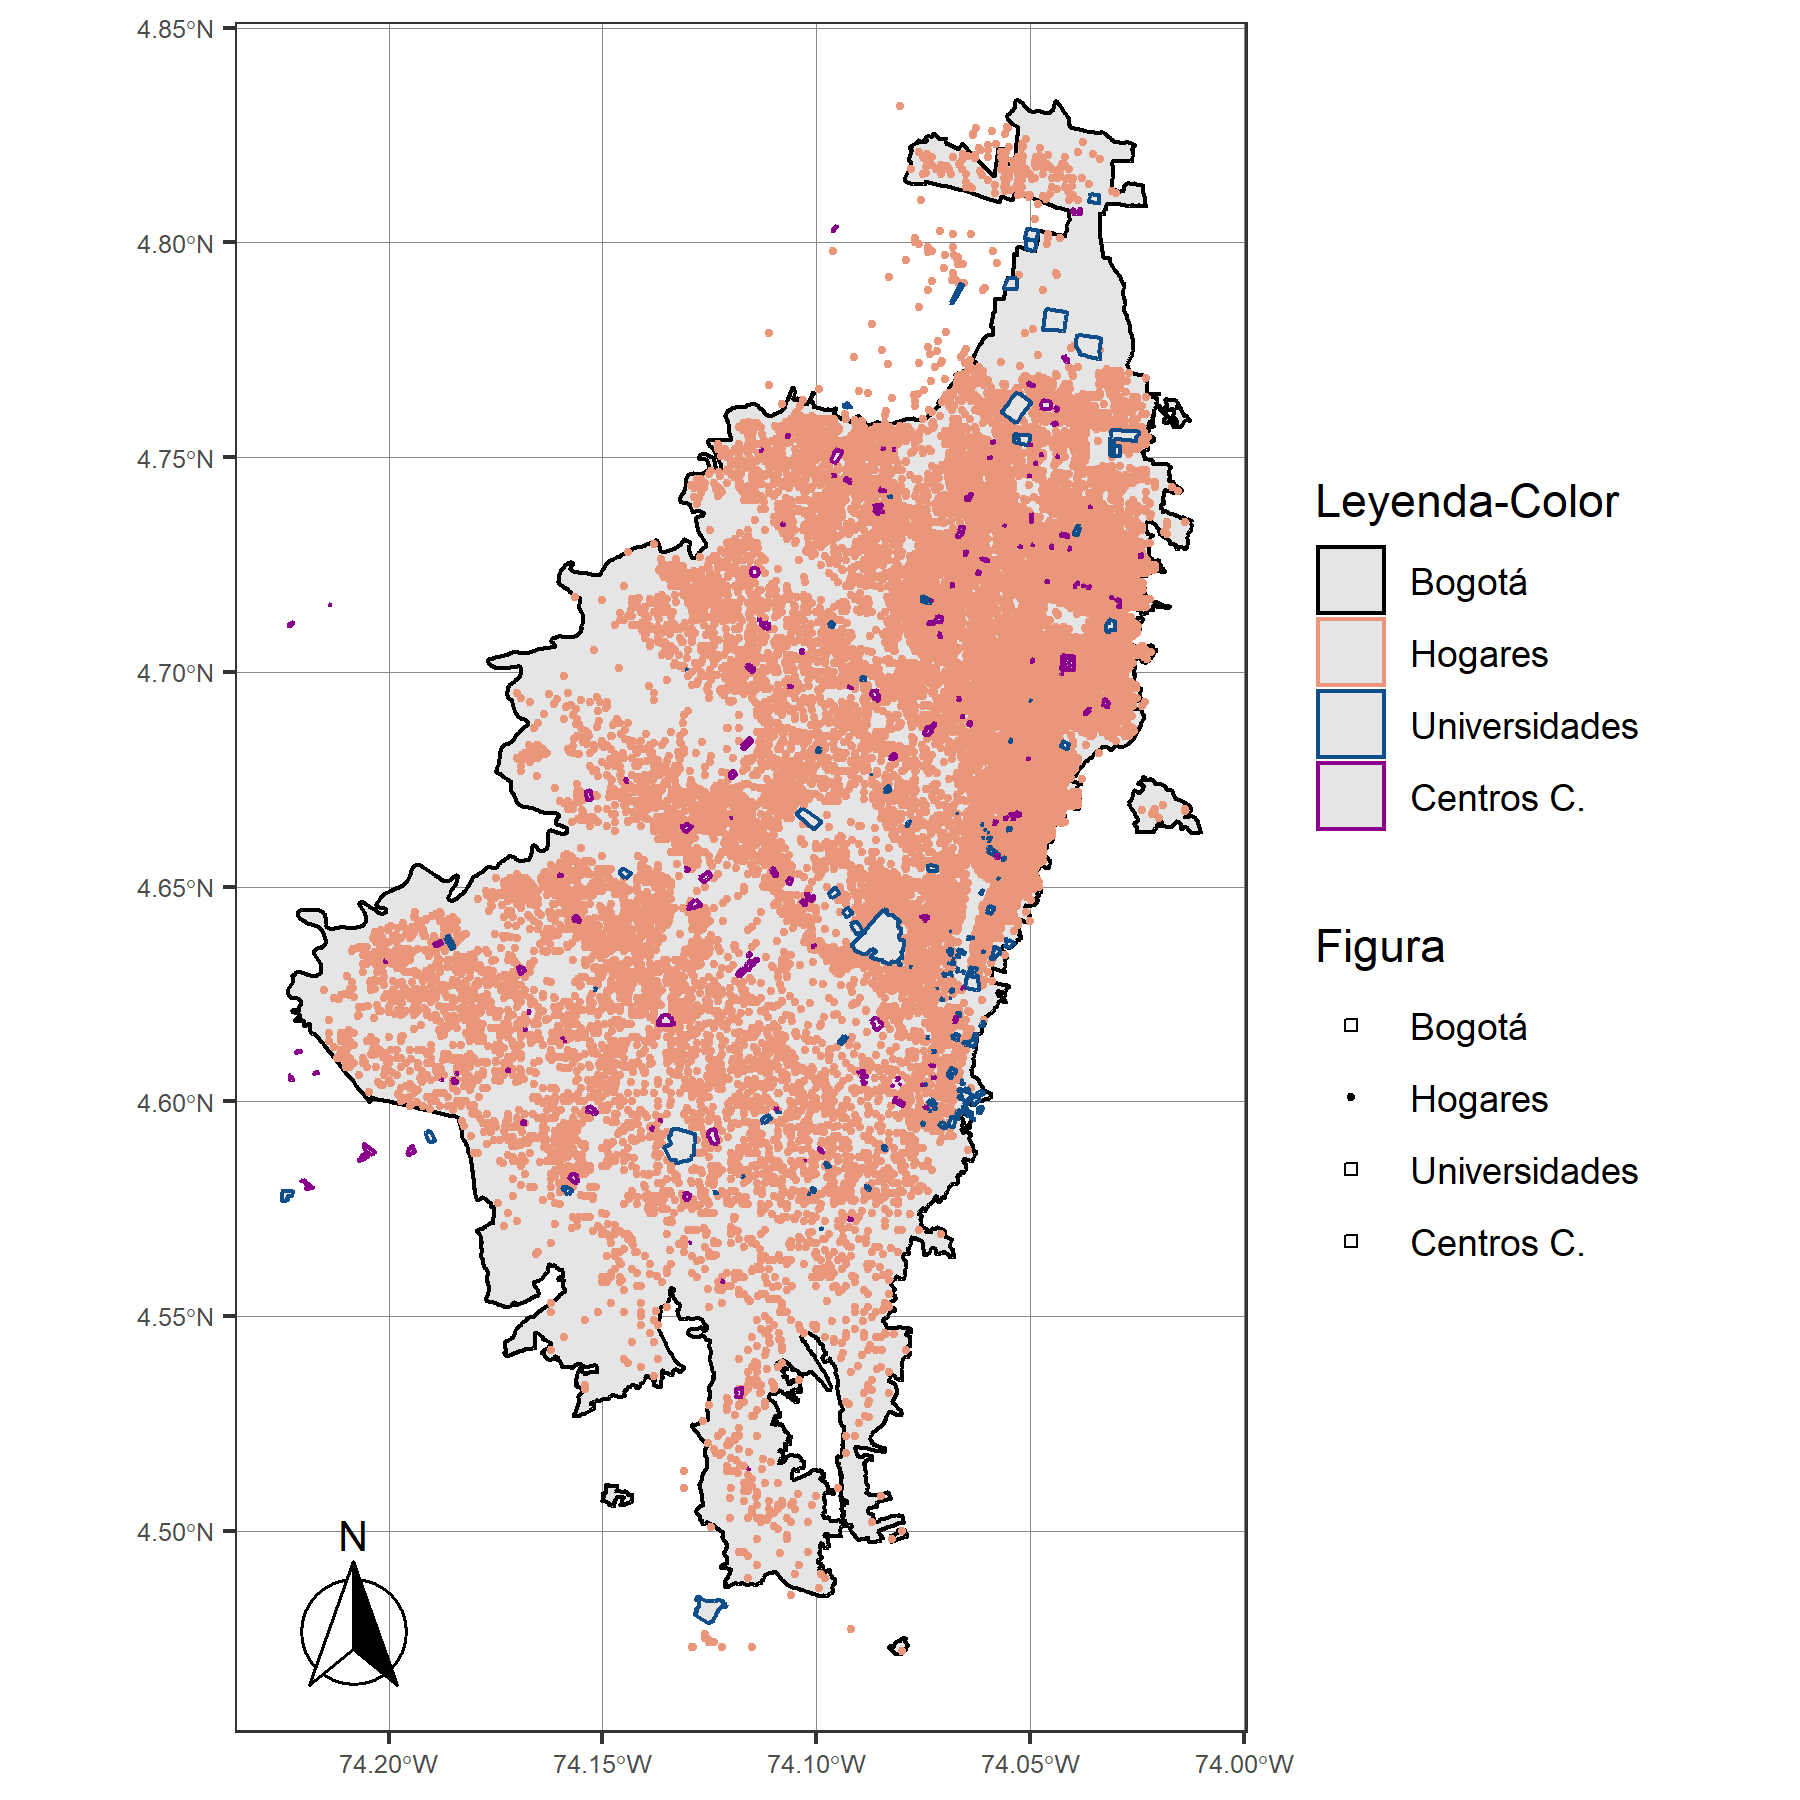 4.85°N
4.80°N
4.75°N
4.70°N
4.65°N
4.60°N
4.55°N
4.50°N
N
74.20°W
74.15°W
74.10°W
74.05°W
74.00°W
Leyenda-Color
Bogotá
Hogares
Universidades
Centros C.
Figura
Bogotá
Hogares
Universidades
Centros C.